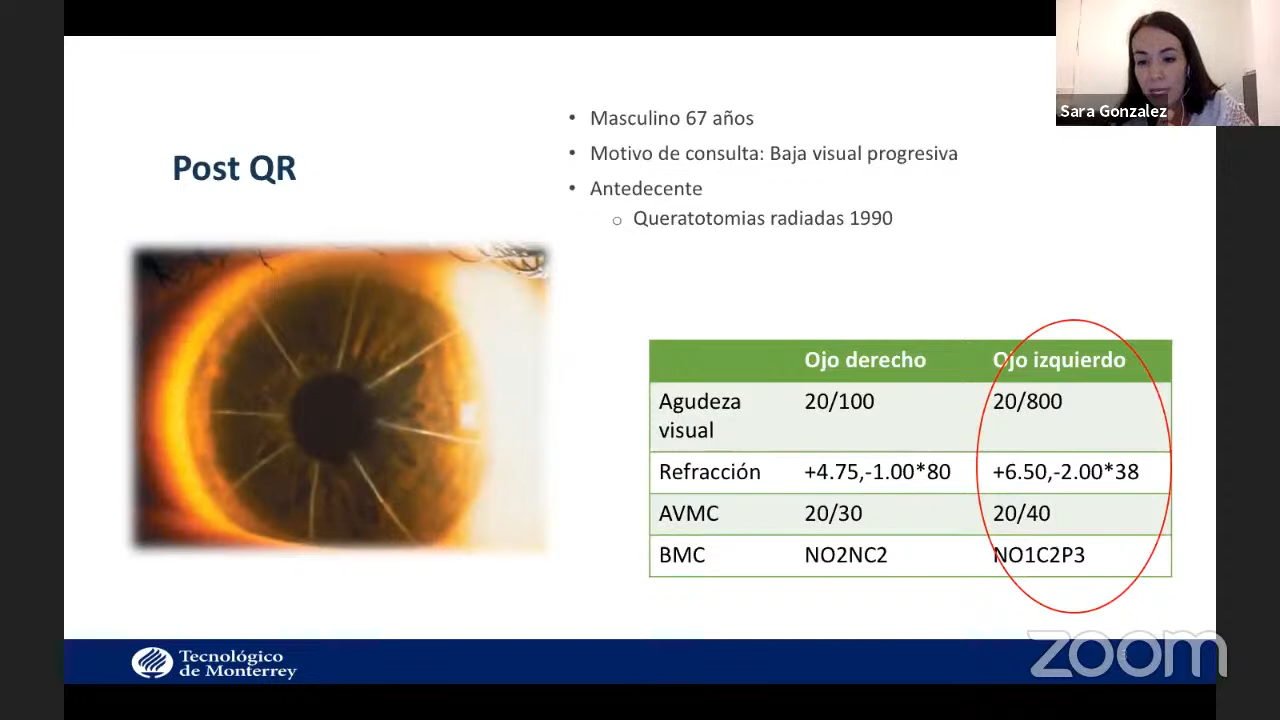 Sara Gonzalez
Post QR
• Masculino 67 años
• Motivo de consulta: Baja visual progresiva
• Antedecente
o Queratotomias radiadas 1990
Ojo derecho Ojo izquierdo
Agudeza visual 20/100 20/800
Refracción +4.75,-1.00*80 +6.50,-2.00*38
AVMC 20/30 20/40
BMC NO2NC2 NO1C2P3
Tecnológico
de Monterrey
zoom